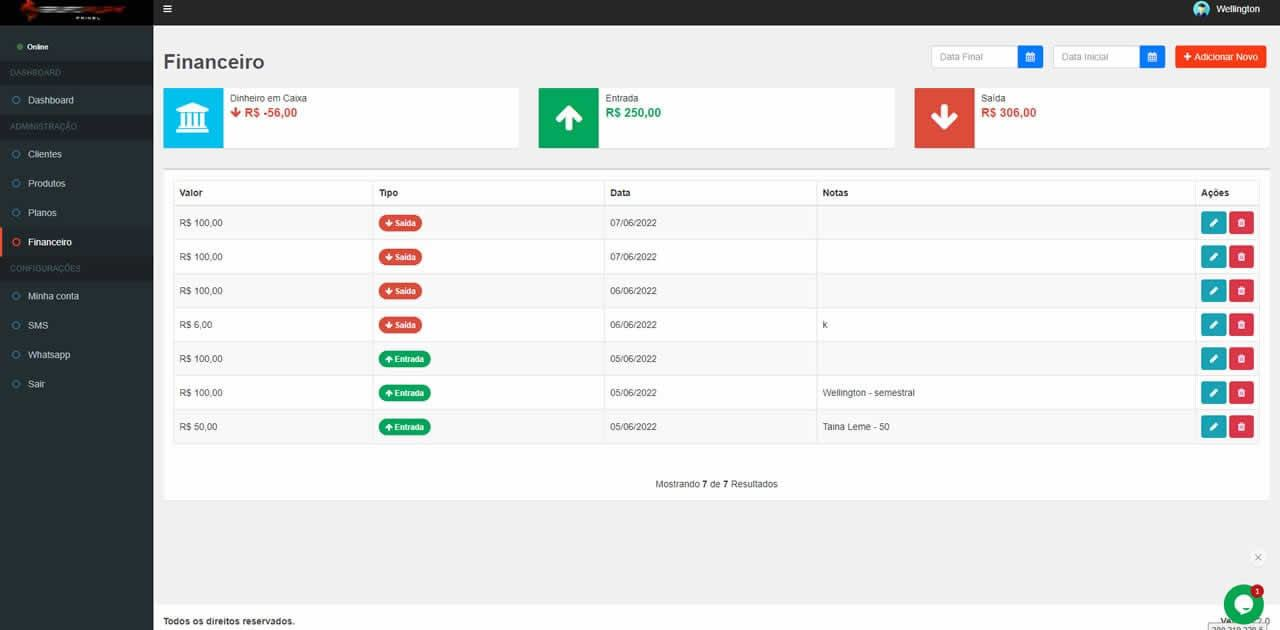 PAINEL
Wellington
Online
DASHBOARD
Dashboard
ADMINISTRAÇÃO
Clientes
Produtos
Planos
Financeiro
CONFIGURAÇÕES
Minha conta
SMS
Whatsapp
Sair
Financeiro
Data Final
Data Inicial
Adicionar Novo
Dinheiro em Caixa
R$ -56,00
Entrada
R$ 250,00
Saída
R$ 306,00
Valor Tipo Data Notas Ações
R$ 100,00 Saída 07/06/2022
R$ 100,00 Saída 07/06/2022
R$ 100,00 Saída 06/06/2022
R$ 6,00 Saída 06/06/2022 k
R$ 100,00 Entrada 05/06/2022
R$ 100,00 Entrada 05/06/2022 Wellington - semestral
R$ 50,00 Entrada 05/06/2022 Taina Leme - 50
Mostrando 7 de 7 Resultados
1
Todos os direitos reservados.